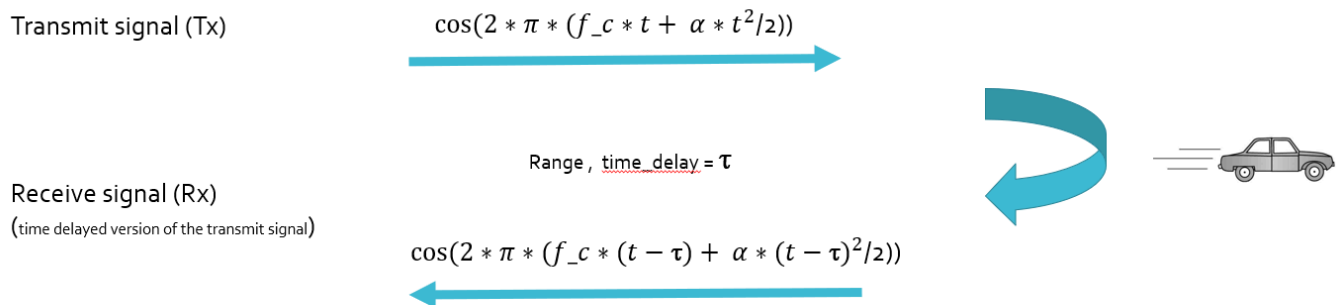 Transmit signal (Tx)
cos(2 * π * (f_c * t + α * t²/2))
Range , time_delay = τ
Receive signal (Rx)
(time delayed version of the transmit signal)
cos(2 * π * (f_c * (t − τ) + α * (t − τ)²/2))